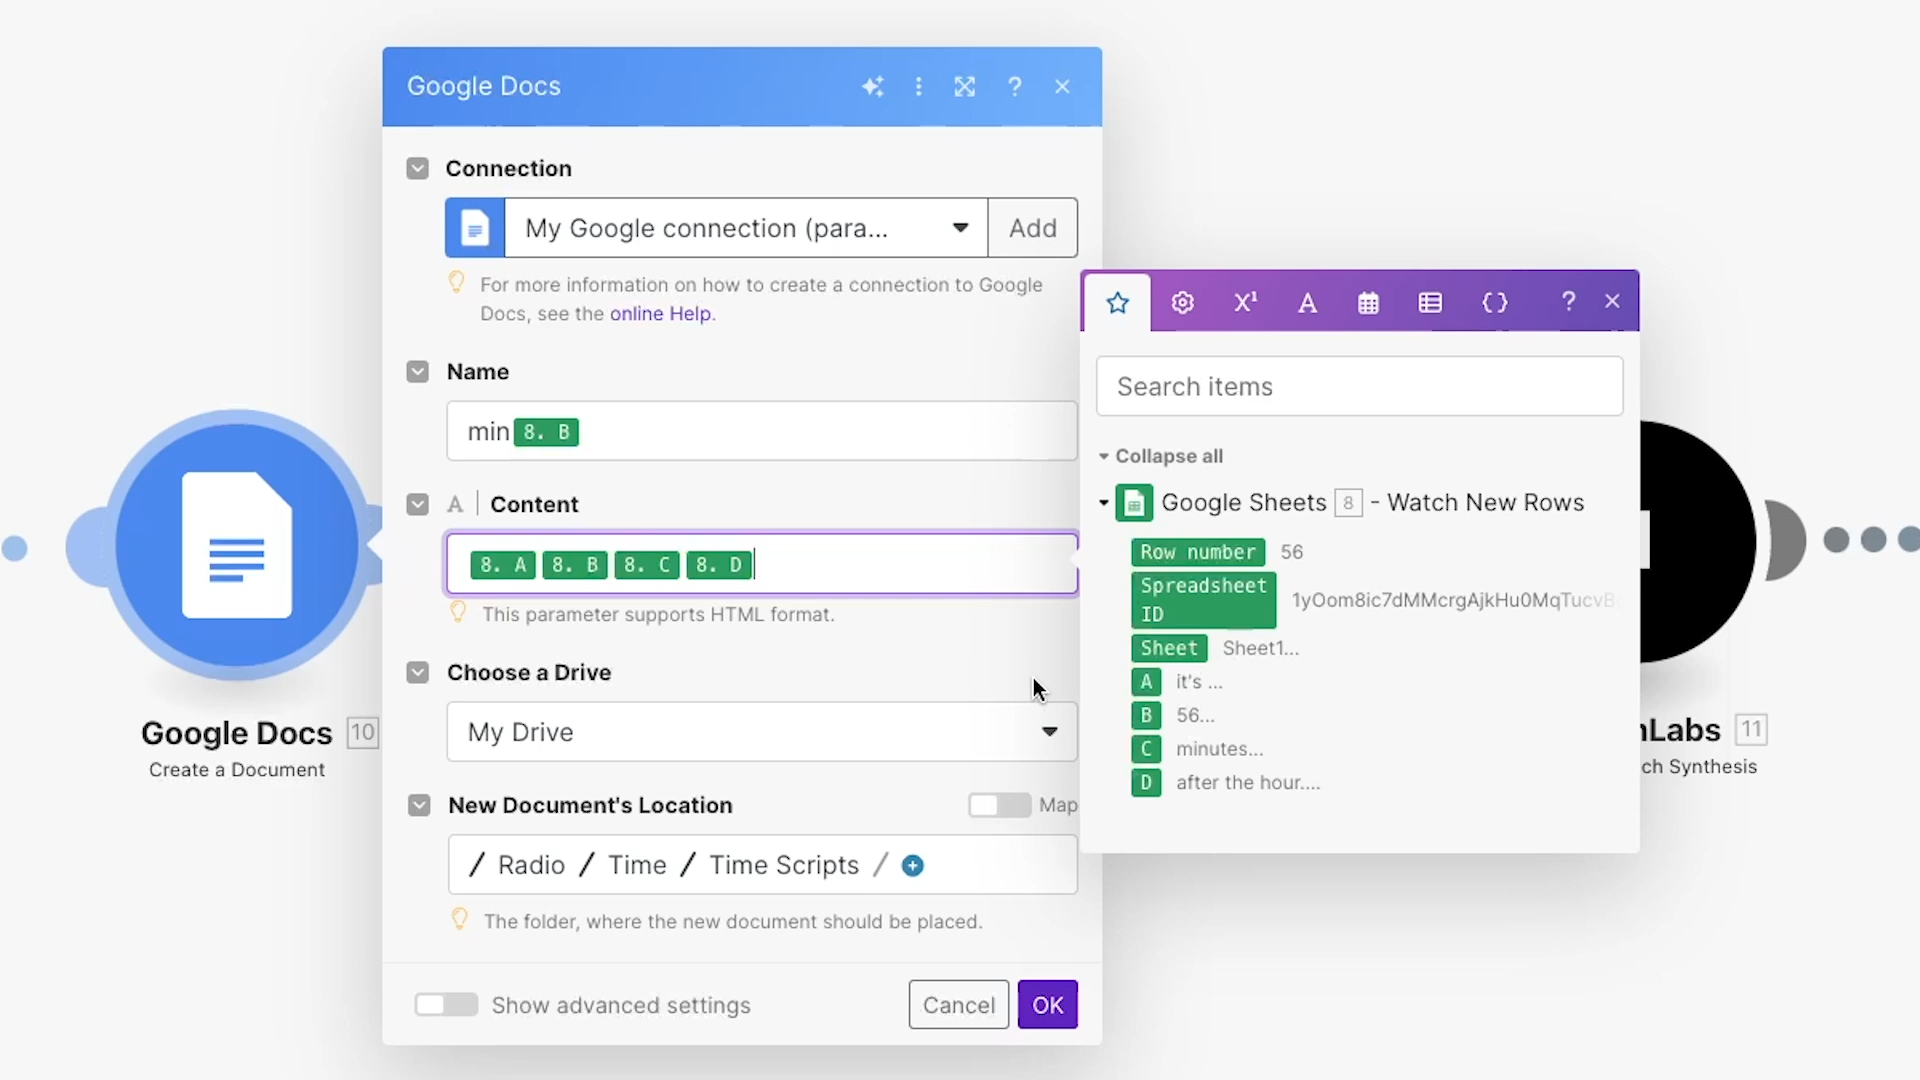 Google Docs
?
Connection
My Google connection (para... Add
For more information on how to create a connection to Google
Docs, see the online Help.
Name
min 8. B
A Content
8. A 8. B 8. C 8. D
This parameter supports HTML format.
Choose a Drive
My Drive
New Document's Location Map
/ Radio / Time / Time Scripts /
The folder, where the new document should be placed.
Show advanced settings Cancel OK
X¹ A ?
Search items
Collapse all
Google Sheets 8 - Watch New Rows
Row number 56
Spreadsheet
ID 1yOom8ic7dMMcrgAjkHu0MqTucvB
Sheet Sheet1...
A it's ...
B 56...
C minutes...
D after the hour....
Google Docs 10
Create a Document
nLabs 11
ch Synthesis